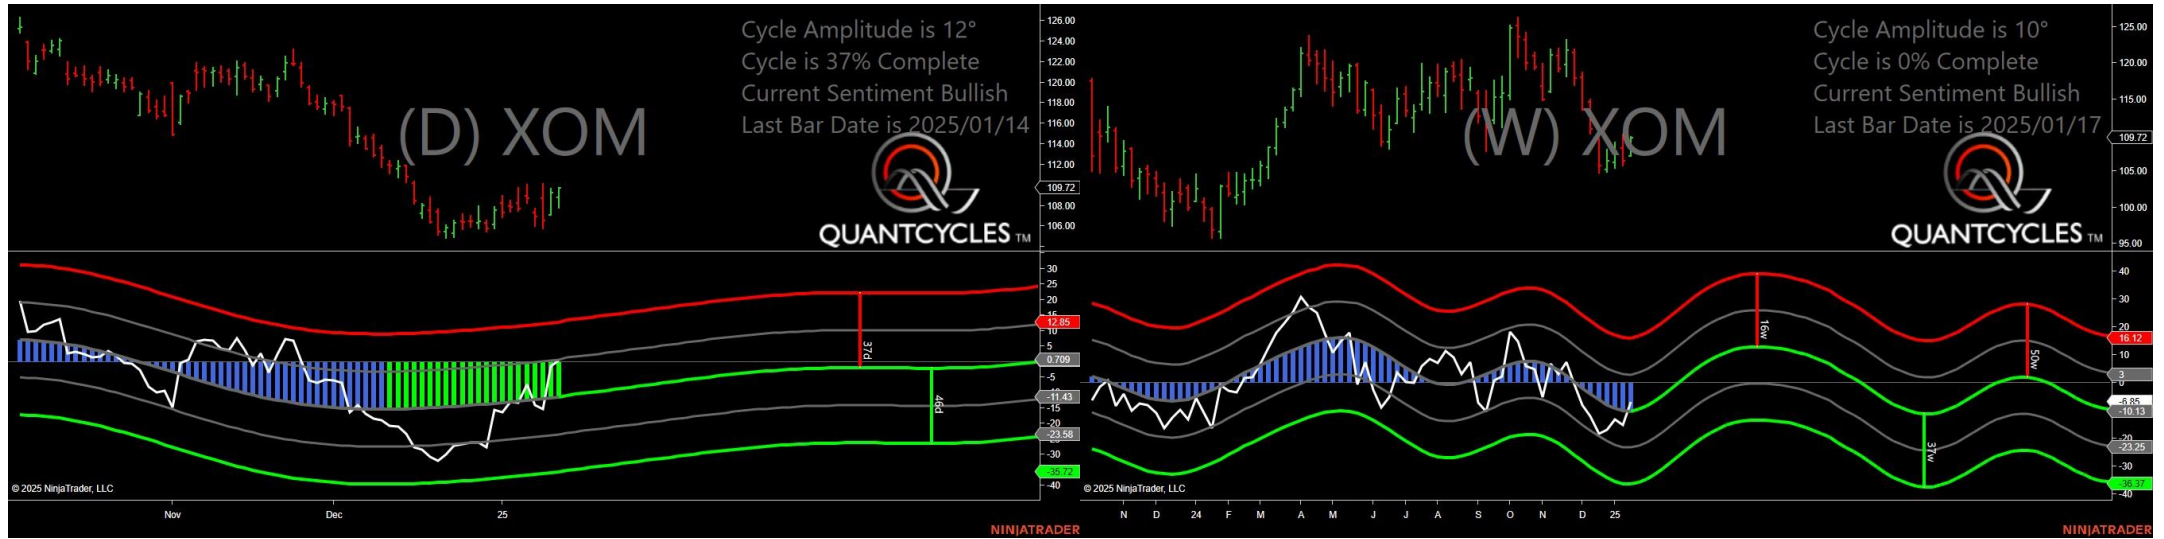 Cycle Amplitude is 12°
Cycle is 37% Complete
Current Sentiment Bullish
Last Bar Date is 2025/01/14
(D) XOM
QUANTCYCLES TM
126.00
124.00
122.00
120.00
118.00
116.00
114.00
112.00
109.72
108.00
106.00
30
25
20
15
12.85
10
5
0.709
-5
-11.43
-15
-20
-23.58
-30
-35.72
-40
37d
46d
© 2025 NinjaTrader, LLC
Nov
Dec
25
NINJATRADER
Cycle Amplitude is 10°
Cycle is 0% Complete
Current Sentiment Bullish
Last Bar Date is 2025/01/17
(W) XOM
QUANTCYCLES TM
125.00
120.00
115.00
109.72
105.00
100.00
95.00
40
30
20
16.12
10
3
0
-6.85
-10.13
-20
-23.25
-30
-36.37
-40
16w
50w
37w
© 2025 NinjaTrader, LLC
N D 24 F M A M J J A S O N D 25
NINJATRADER